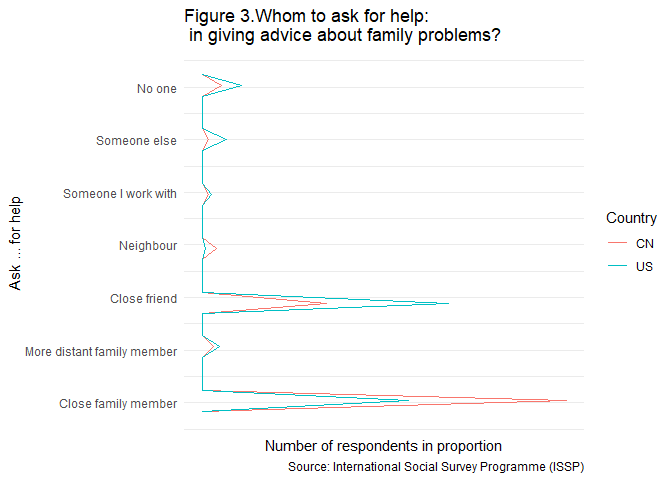 Figure 3.Whom to ask for help:
in giving advice about family problems?
No one
Someone else
Someone I work with
Neighbour
Close friend
More distant family member
Close family member
Ask ... for help
Country
CN
US
Number of respondents in proportion
Source: International Social Survey Programme (ISSP)